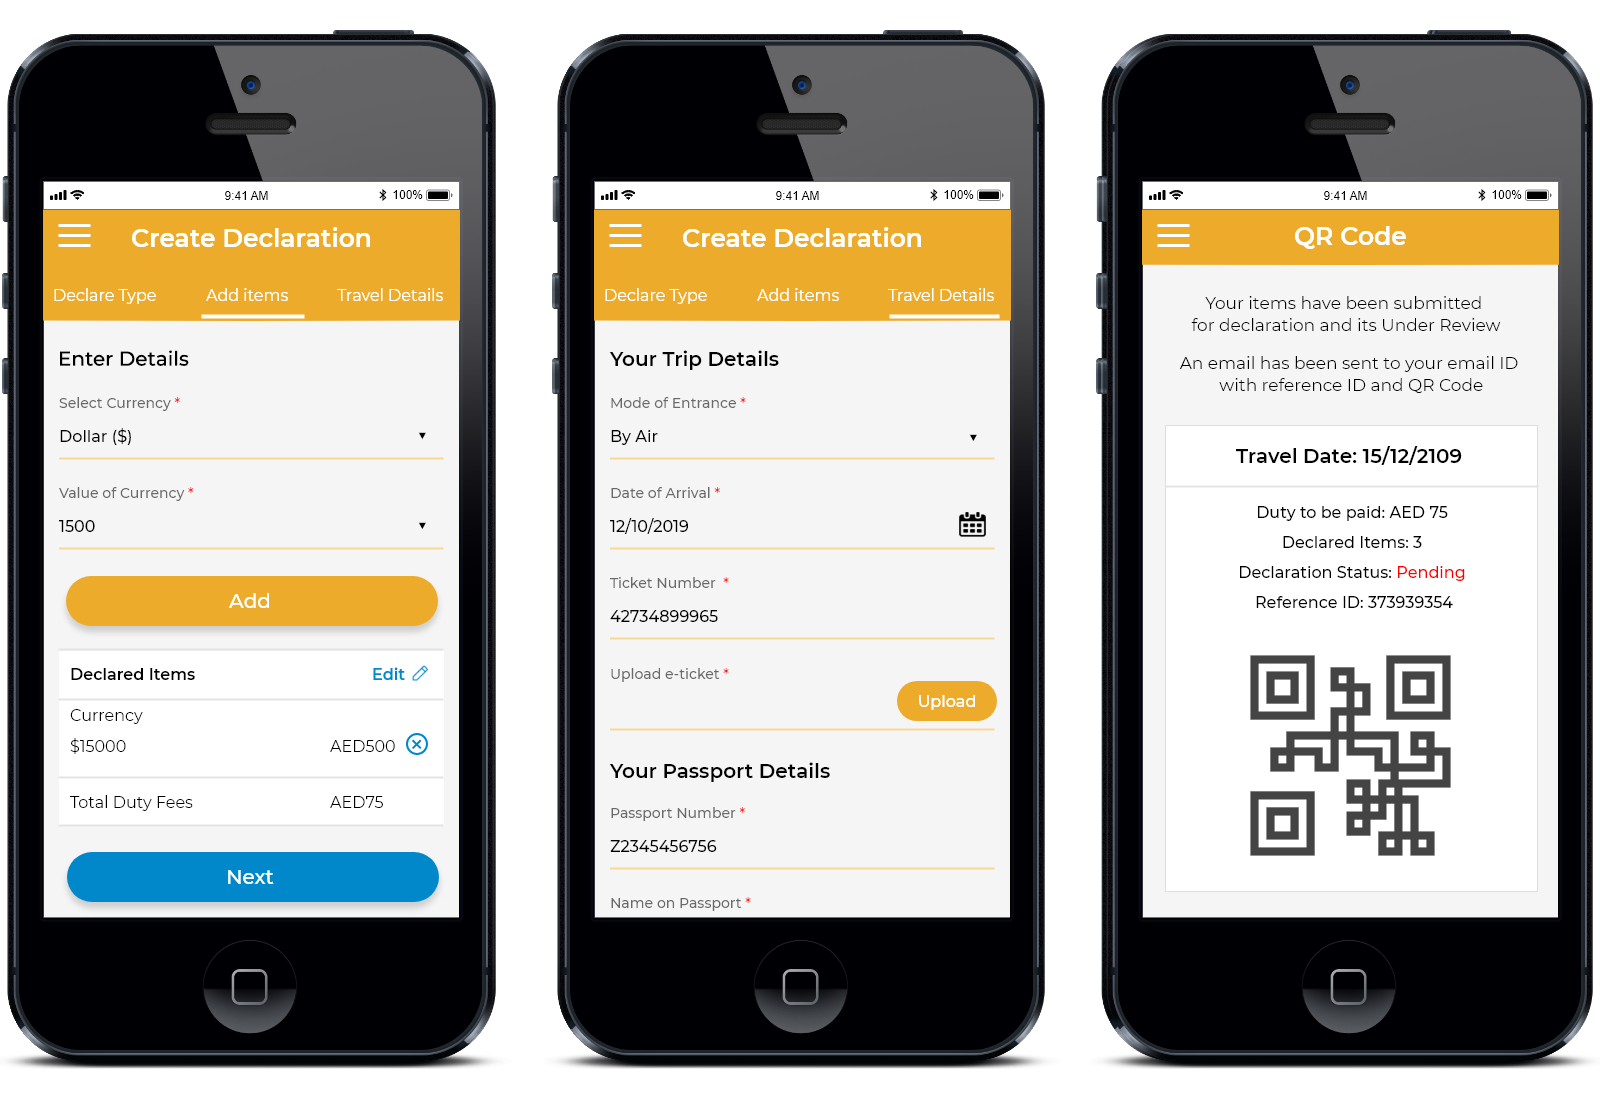 9:41 AM
100%
Create Declaration
Declare Type
Add items
Travel Details
Enter Details
Select Currency *
Dollar ($)
Value of Currency *
1500
Add
Declared Items
Edit
Currency
$15000
AED500
Total Duty Fees
AED75
Next
9:41 AM
100%
Create Declaration
Declare Type
Add items
Travel Details
Your Trip Details
Mode of Entrance *
By Air
Date of Arrival *
12/10/2019
Ticket Number *
42734899965
Upload e-ticket *
Upload
Your Passport Details
Passport Number *
Z2345456756
Name on Passport *
9:41 AM
100%
QR Code
Your items have been submitted
for declaration and its Under Review
An email has been sent to your email ID
with reference ID and QR Code
Travel Date: 15/12/2109
Duty to be paid: AED 75
Declared Items: 3
Declaration Status: Pending
Reference ID: 373939354